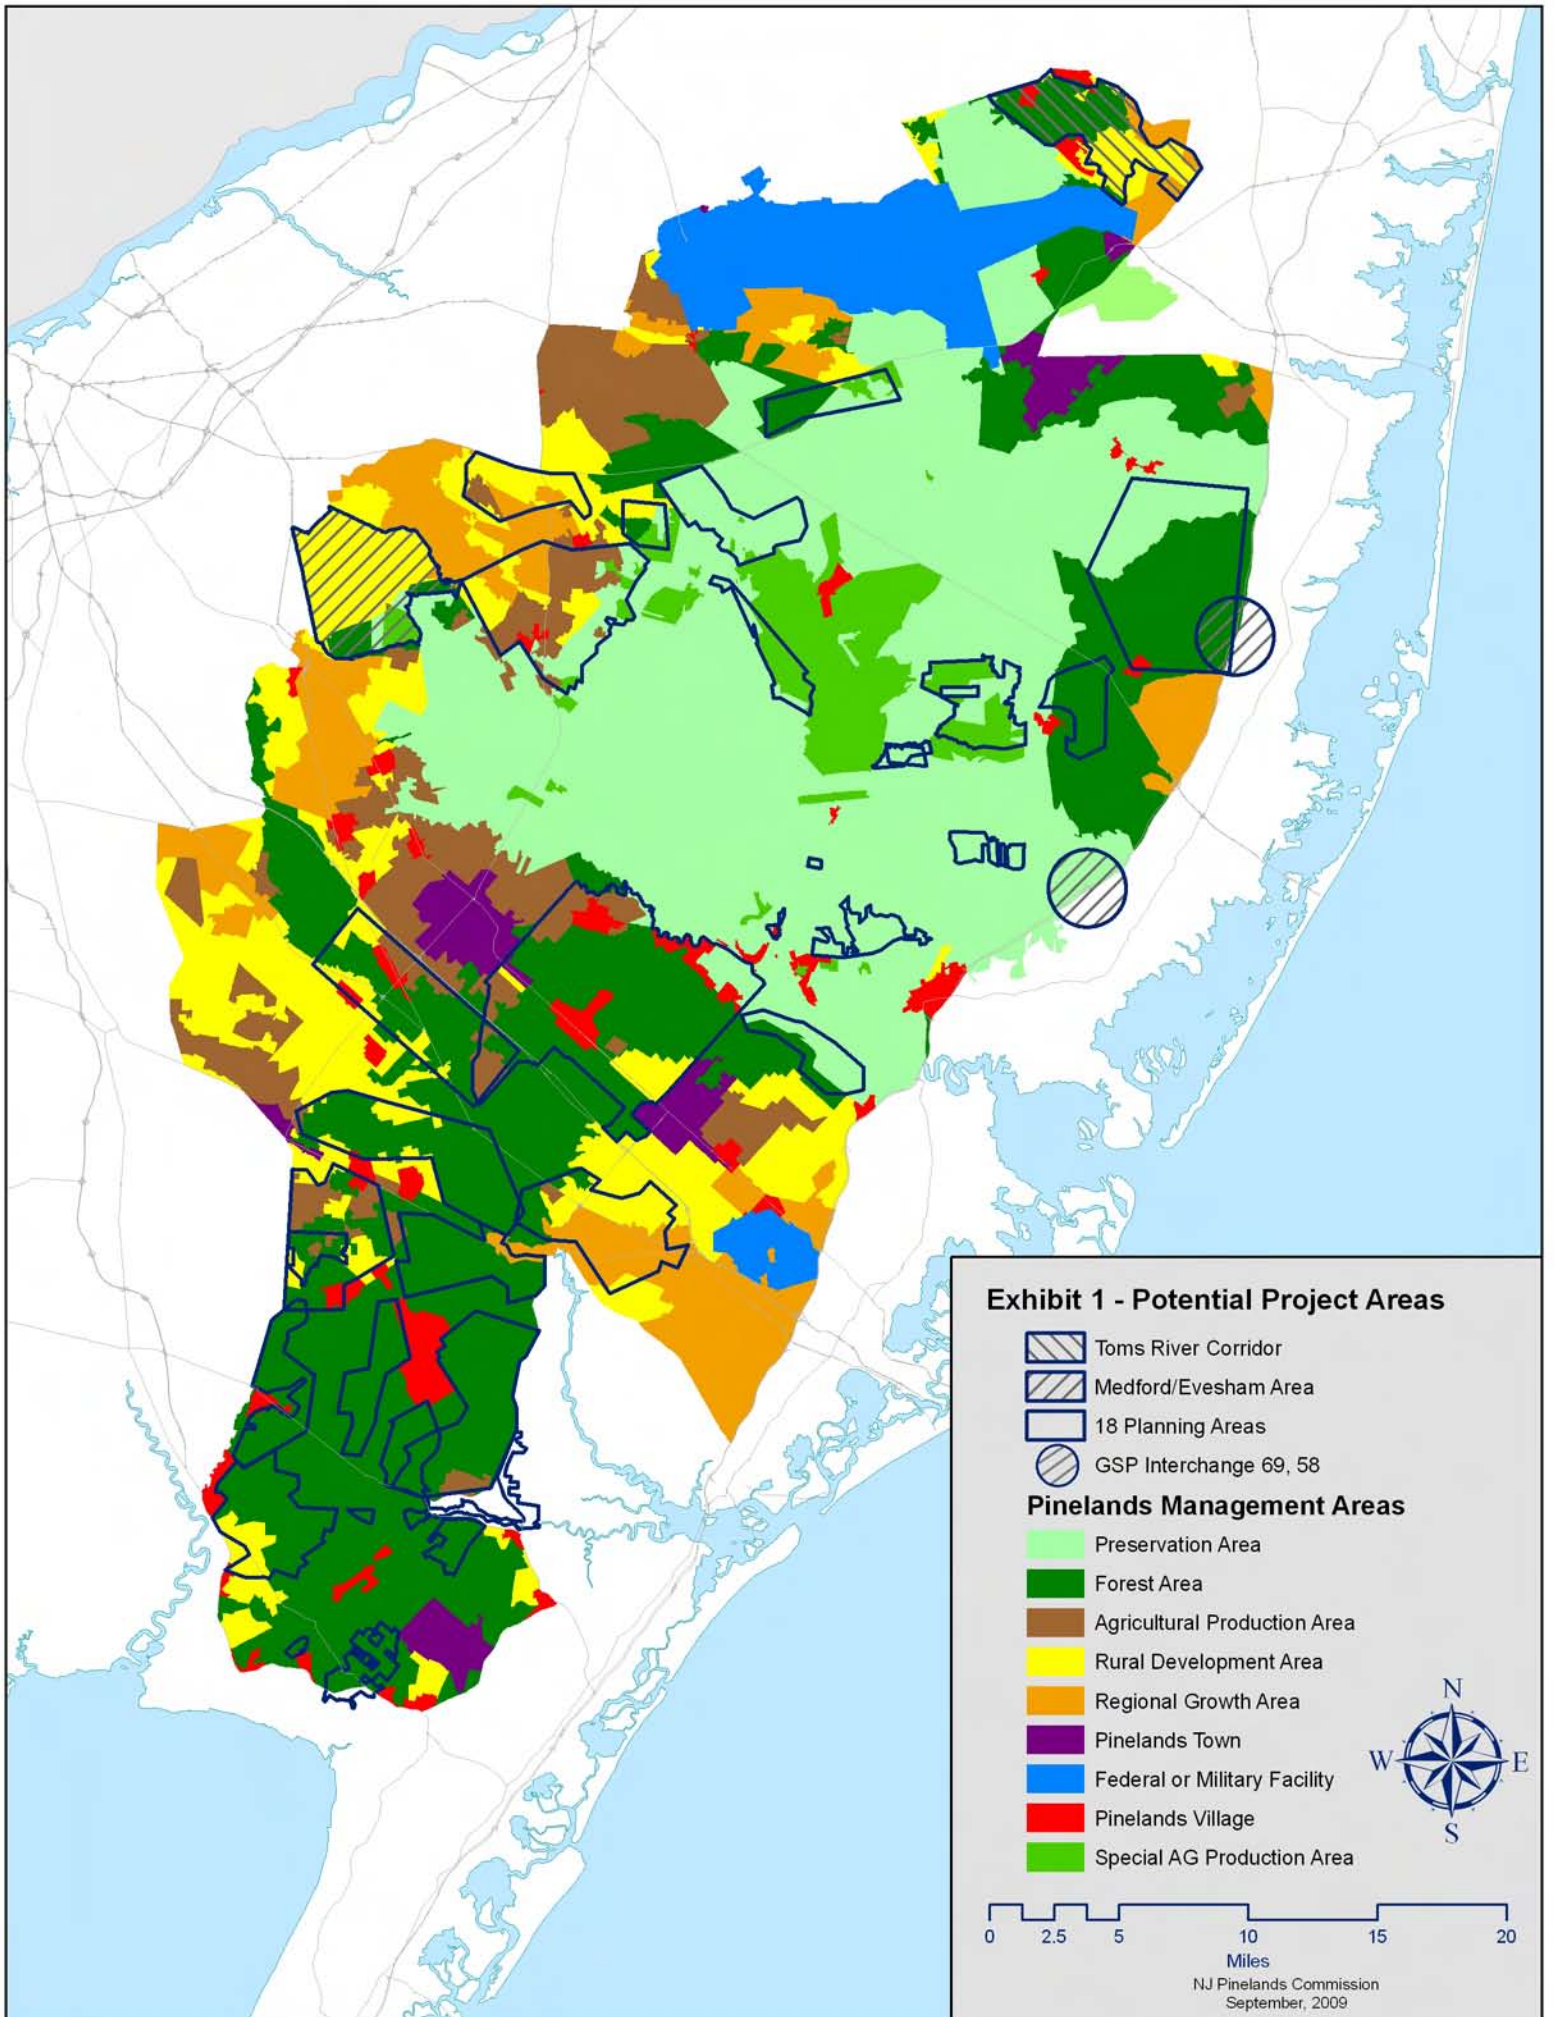 Exhibit 1 - Potential Project Areas
Toms River Corridor
Medford/Evesham Area
18 Planning Areas
GSP Interchange 69, 58
Pinelands Management Areas
Preservation Area
Forest Area
Agricultural Production Area
Rural Development Area
Regional Growth Area
Pinelands Town
Federal or Military Facility
Pinelands Village
Special AG Production Area
N
W E
S
0 2.5 5 10 15 20
Miles
NJ Pinelands Commission
September, 2009